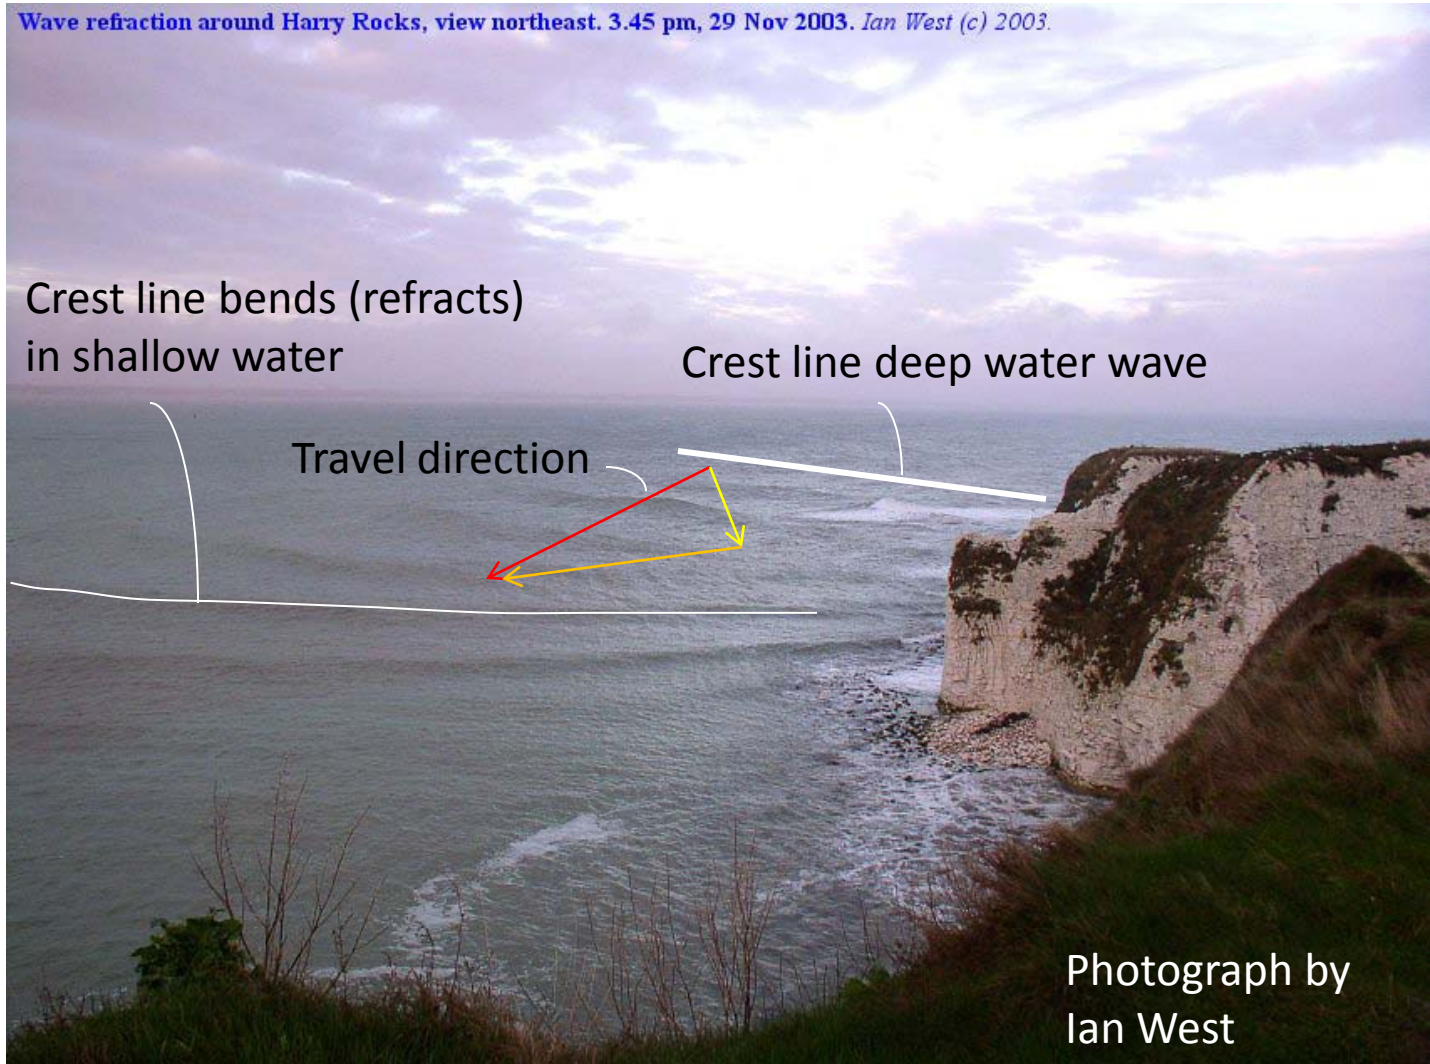 Wave refraction around Harry Rocks, view northeast. 3.45 pm, 29 Nov 2003. Ian West (c) 2003.
Crest line bends (refracts)
in shallow water
Crest line deep water wave
Travel direction
Photograph by
Ian West